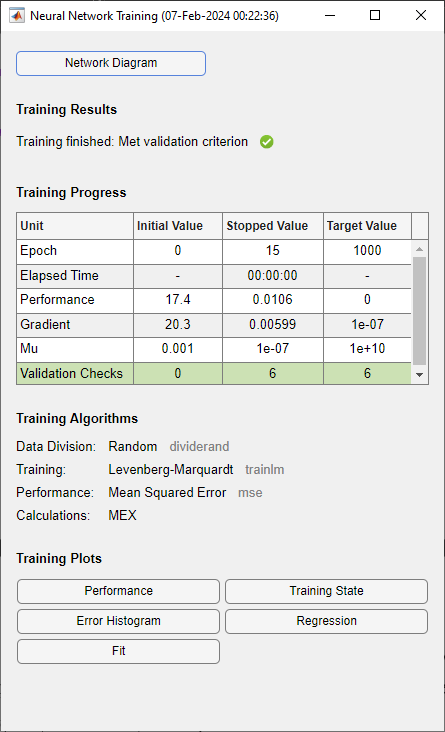 Neural Network Training (07-Feb-2024 00:22:36)
Network Diagram
Training Results
Training finished: Met validation criterion
Training Progress
Unit Initial Value Stopped Value Target Value
Epoch 0 15 1000
Elapsed Time - 00:00:00 -
Performance 17.4 0.0106 0
Gradient 20.3 0.00599 1e-07
Mu 0.001 1e-07 1e+10
Validation Checks 0 6 6
Training Algorithms
Data Division: Random dividerand
Training: Levenberg-Marquardt trainlm
Performance: Mean Squared Error mse
Calculations: MEX
Training Plots
Performance Training State
Error Histogram Regression
Fit